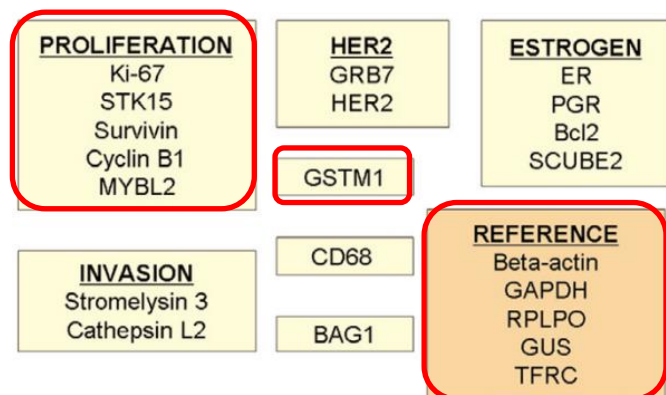 PROLIFERATION
Ki-67
STK15
Survivin
Cyclin B1
MYBL2
HER2
GRB7
HER2
ESTROGEN
ER
PGR
Bcl2
SCUBE2
GSTM1
INVASION
Stromelysin 3
Cathepsin L2
CD68
BAG1
REFERENCE
Beta-actin
GAPDH
RPLPO
GUS
TFRC